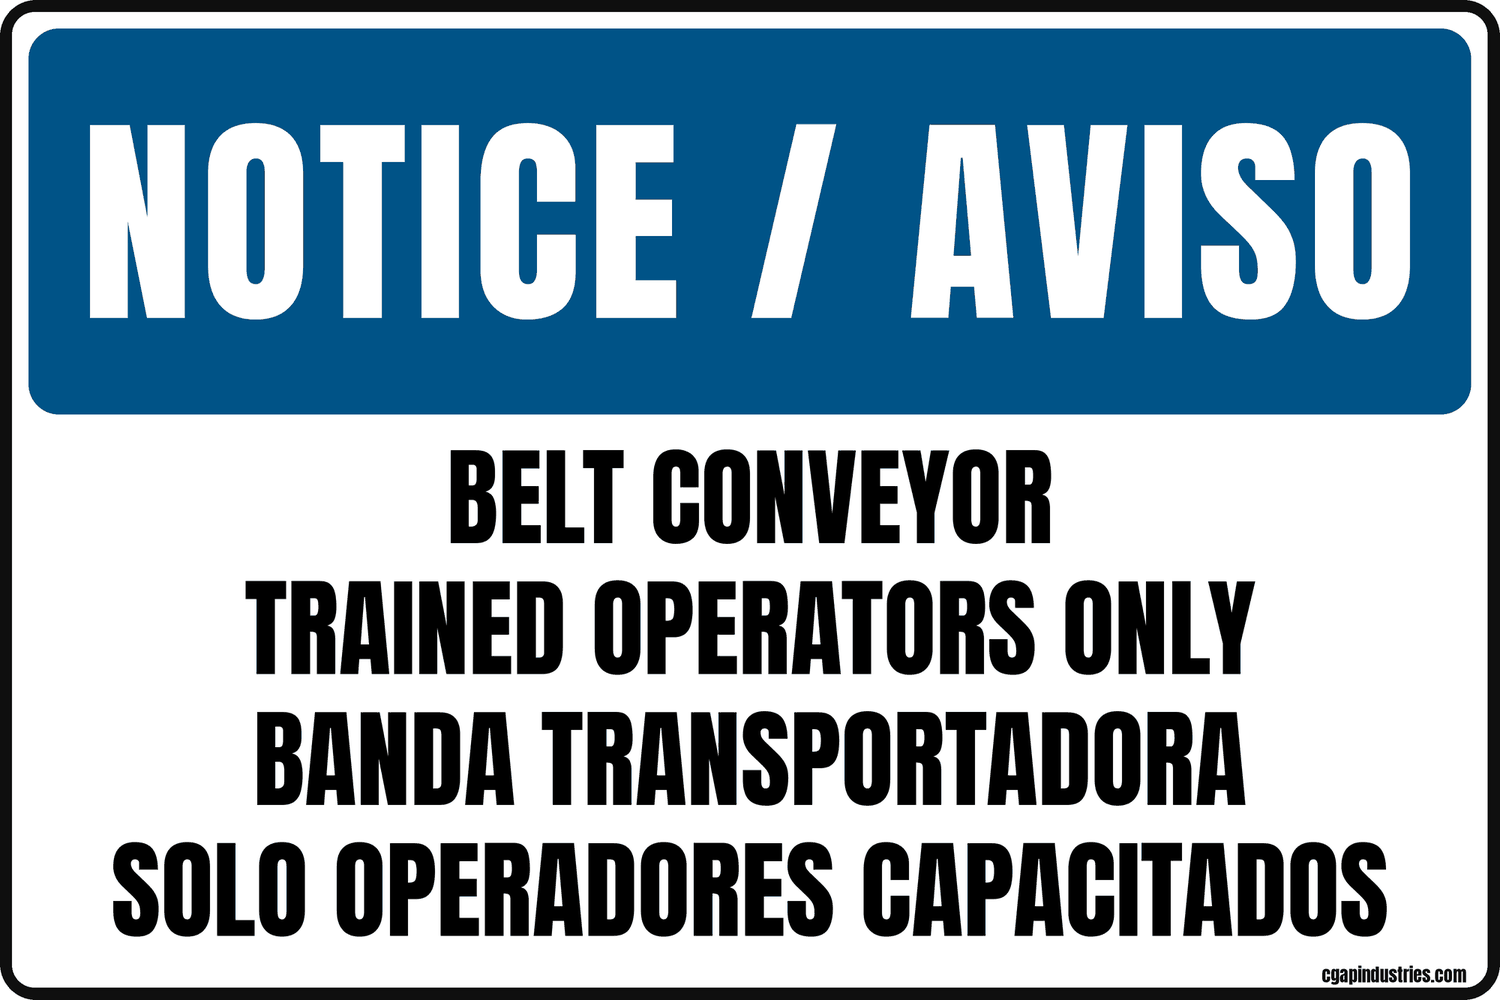 NOTICE / AVISO
BELT CONVEYOR
TRAINED OPERATORS ONLY
BANDA TRANSPORTADORA
SOLO OPERADORES CAPACITADOS
cgapindustries.com